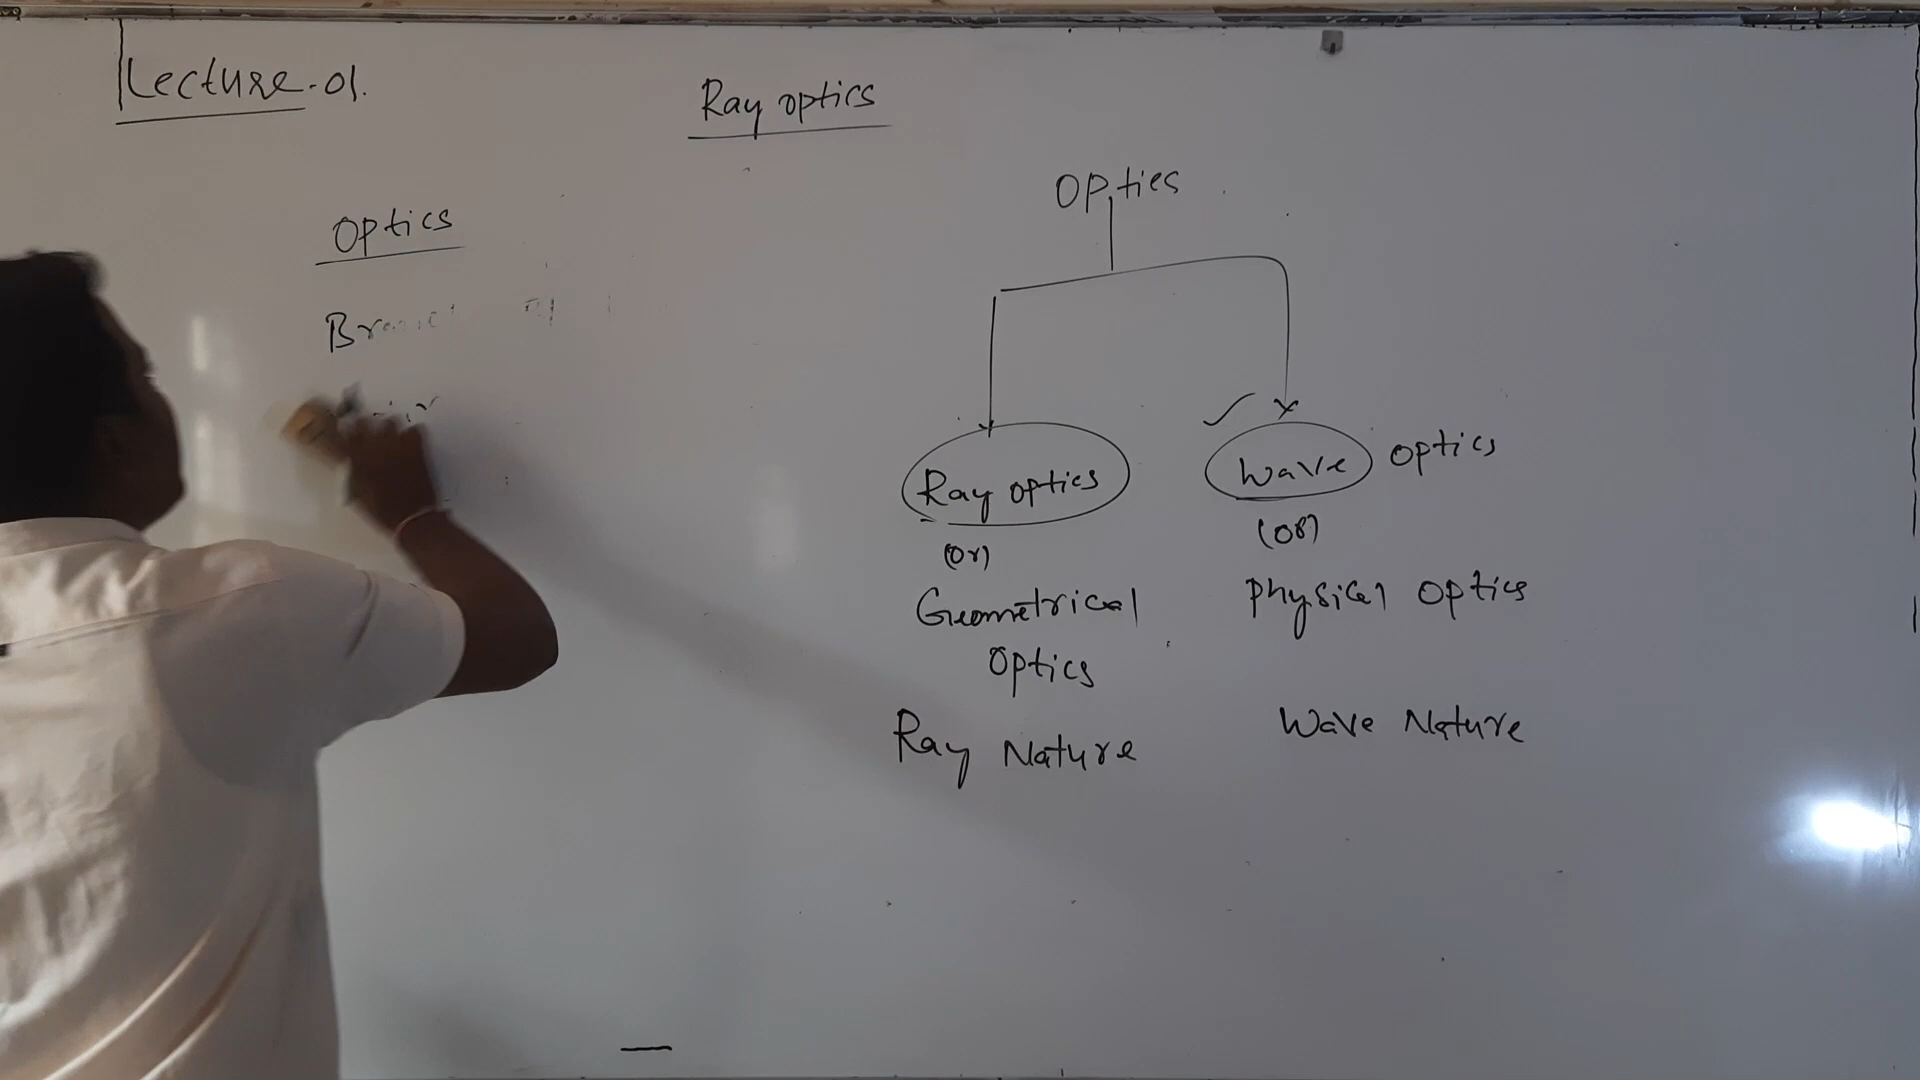 Lecture-01.
Ray optics
Optics
Optics
Ray optics
Wave optics
(or)
(or)
Geometrical
Optics
Physical optics
Ray Nature
Wave Nature